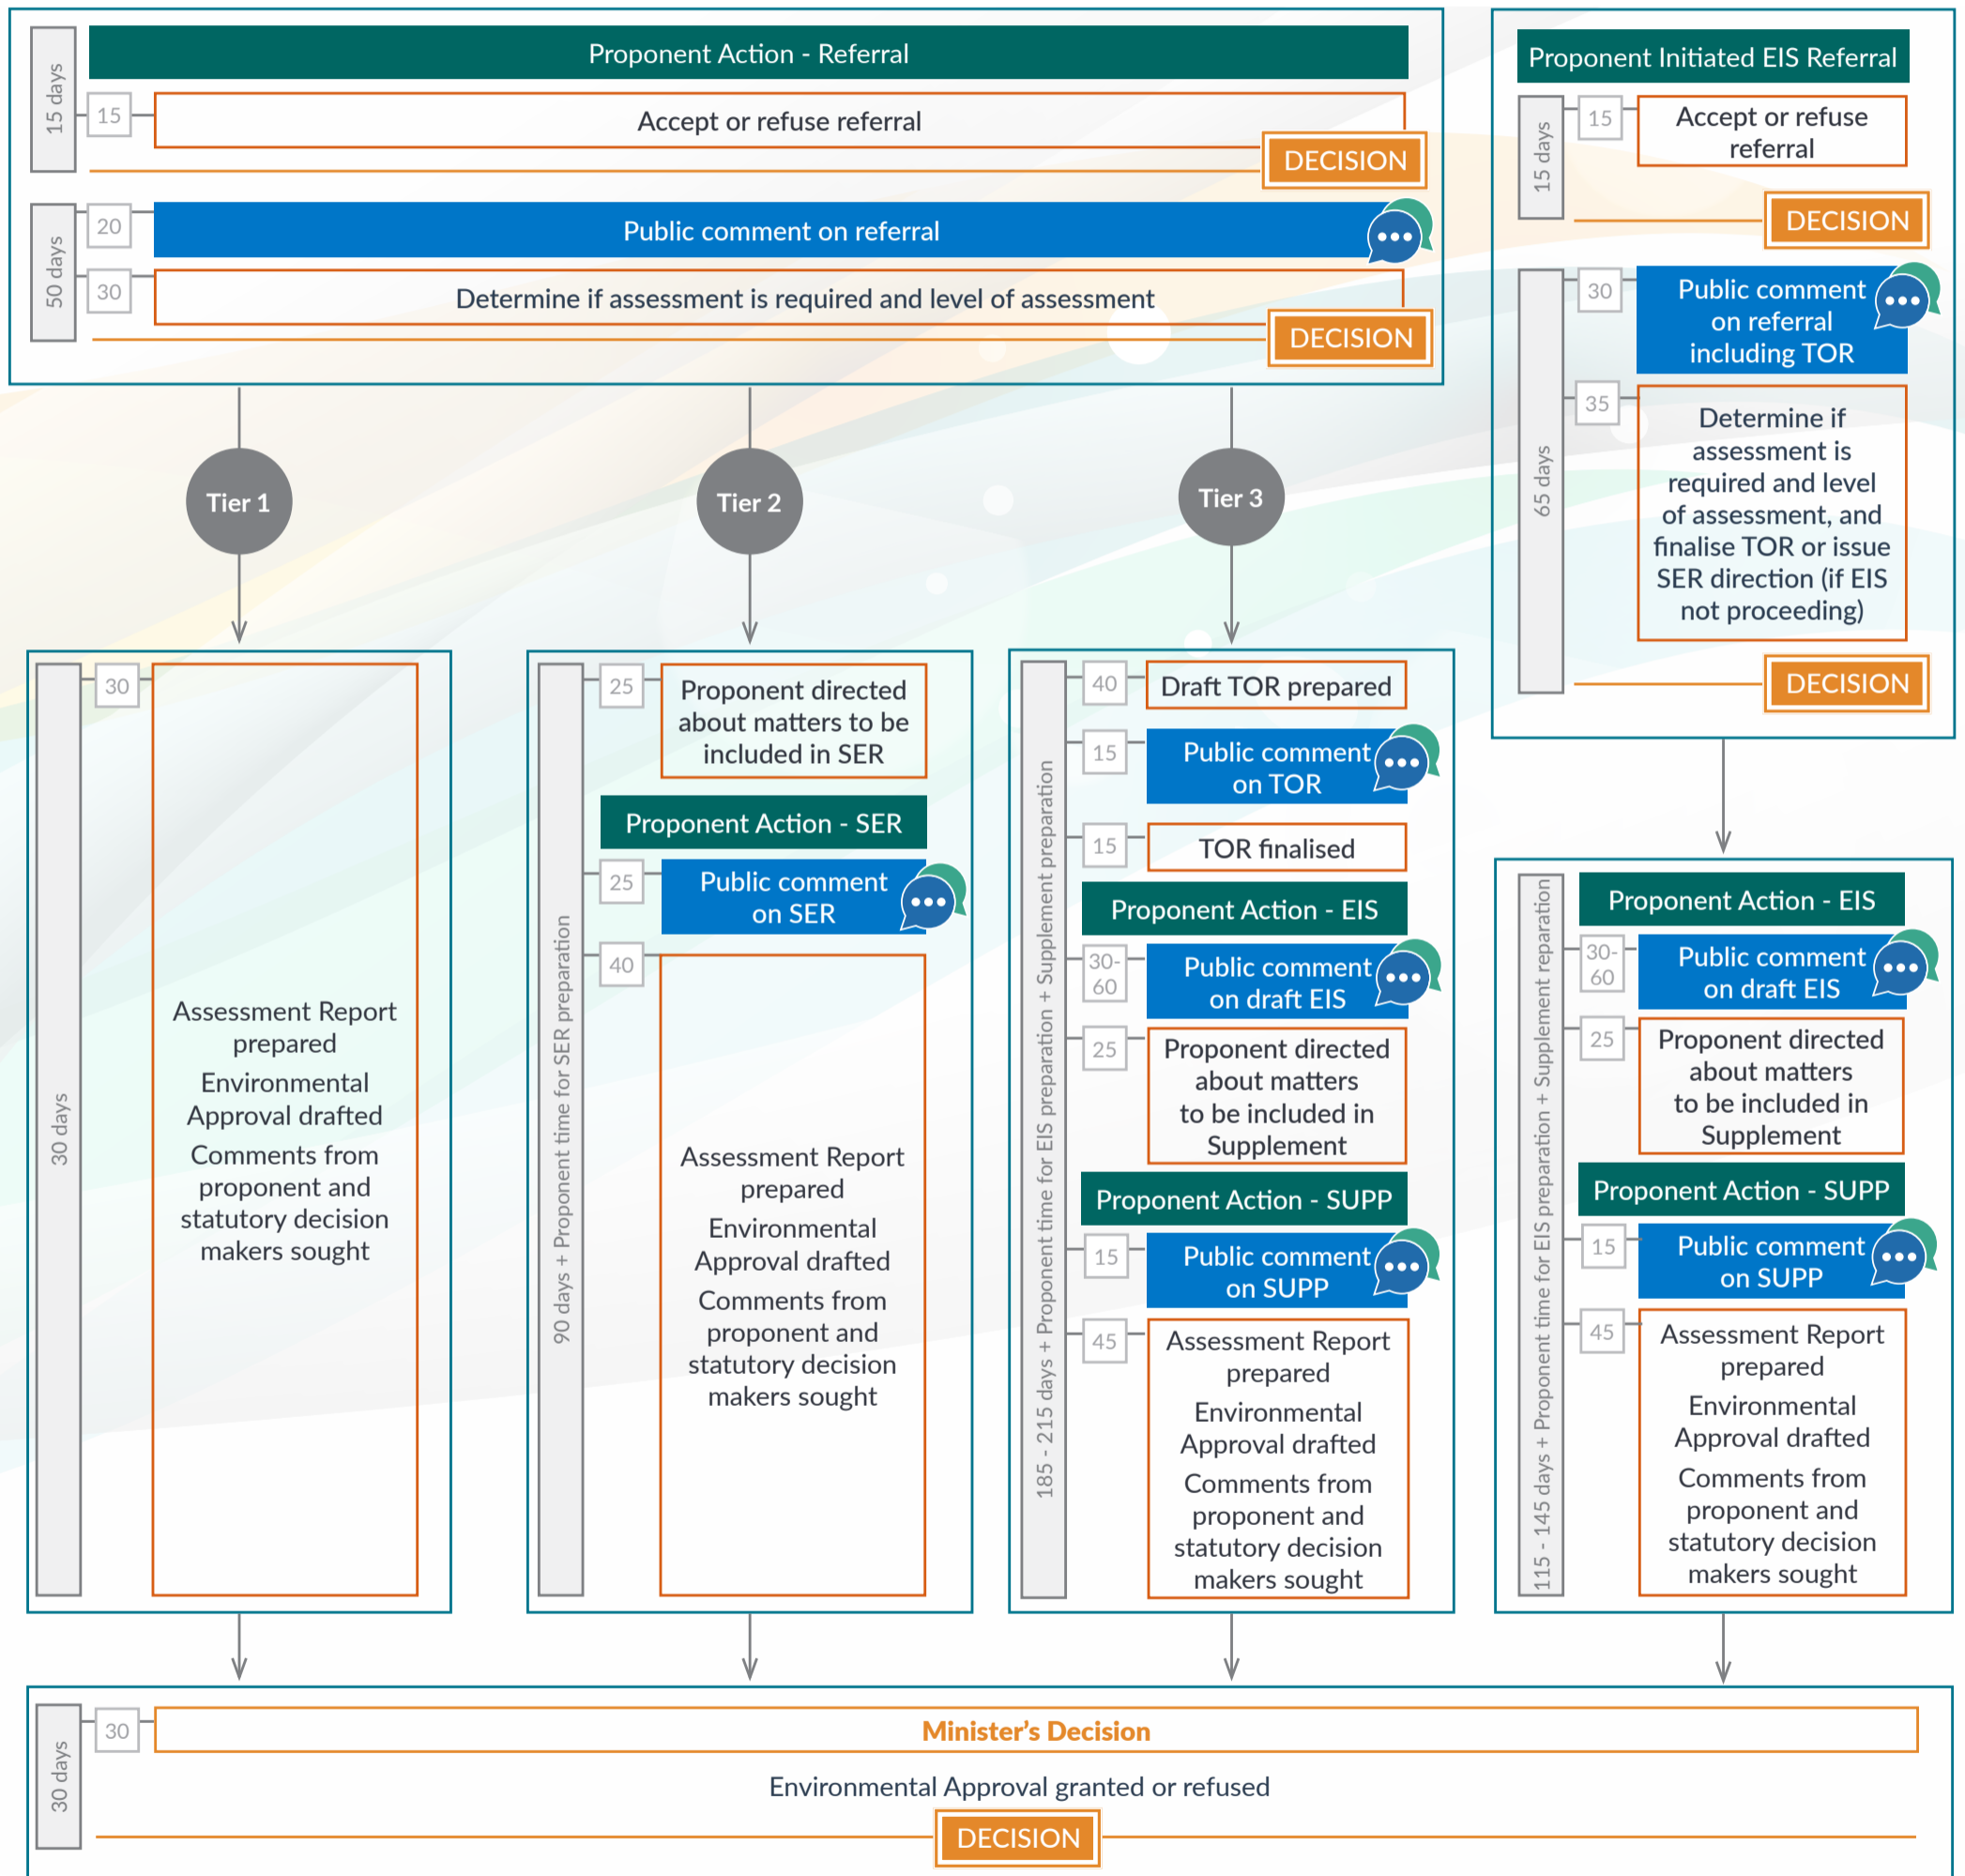 Proponent Action - Referral
15 days
15
Accept or refuse referral
DECISION
50 days
20
Public comment on referral
30
Determine if assessment is required and level of assessment
DECISION
Proponent Initiated EIS Referral
15 days
15
Accept or refuse
referral
DECISION
65 days
30
Public comment
on referral
including TOR
35
Determine if
assessment is
required and level
of assessment, and
finalise TOR or issue
SER direction (if EIS
not proceeding)
DECISION
Tier 1
Tier 2
Tier 3
30 days
30
Assessment Report
prepared
Environmental
Approval drafted
Comments from
proponent and
statutory decision
makers sought
90 days + Proponent time for SER preparation
25
Proponent directed
about matters to be
included in SER
Proponent Action - SER
25
Public comment
on SER
40
Assessment Report
prepared
Environmental
Approval drafted
Comments from
proponent and
statutory decision
makers sought
185 - 215 days + Proponent time for EIS preparation + Supplement preparation
40
Draft TOR prepared
15
Public comment
on TOR
15
TOR finalised
Proponent Action - EIS
30-
60
Public comment
on draft EIS
25
Proponent directed
about matters
to be included in
Supplement
Proponent Action - SUPP
15
Public comment
on SUPP
45
Assessment Report
prepared
Environmental
Approval drafted
Comments from
proponent and
statutory decision
makers sought
115 - 145 days + Proponent time for EIS preparation + Supplement reparation
Proponent Action - EIS
30-
60
Public comment
on draft EIS
25
Proponent directed
about matters
to be included in
Supplement
Proponent Action - SUPP
15
Public comment
on SUPP
45
Assessment Report
prepared
Environmental
Approval drafted
Comments from
proponent and
statutory decision
makers sought
30 days
30
Minister's Decision
Environmental Approval granted or refused
DECISION